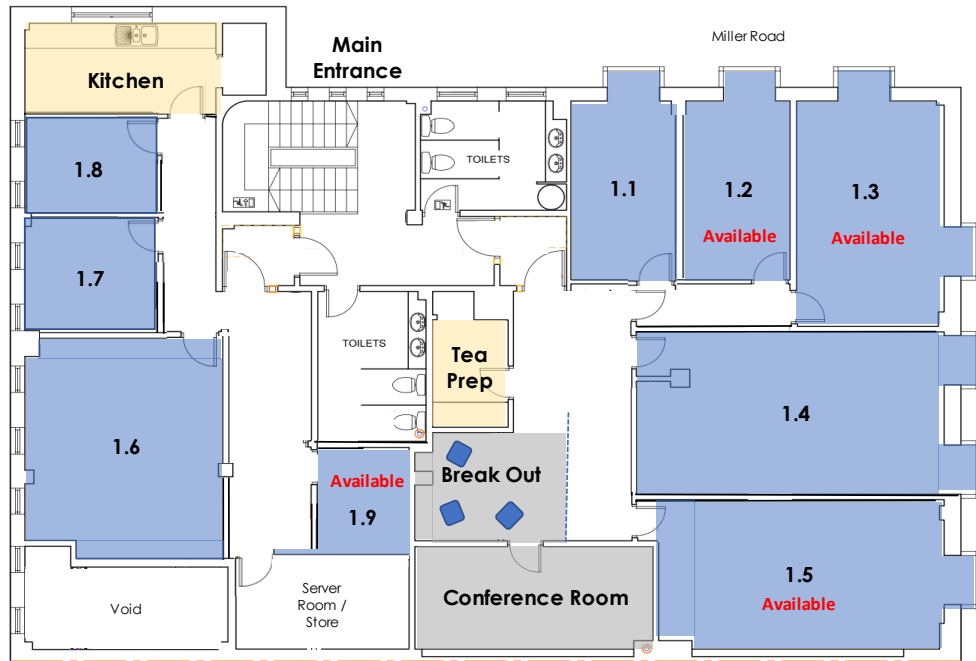 Miller Road
Main
Entrance
Kitchen
TOILETS
1.8
1.1
1.2
Available
1.3
Available
1.7
TOILETS
Tea
Prep
1.4
1.6
Break Out
Available
1.9
1.5
Available
Server
Room /
Store
Conference Room
Void